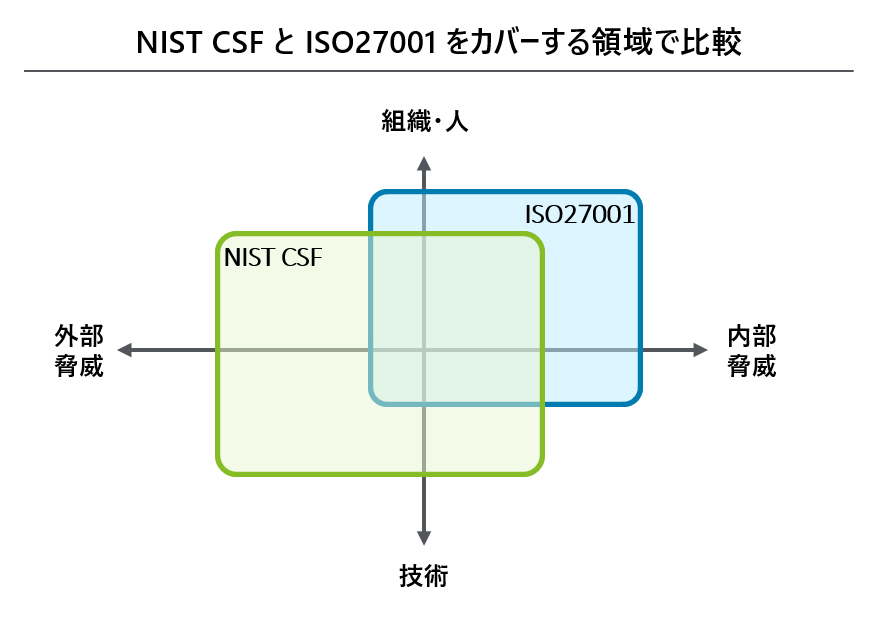 NIST CSF と ISO27001 をカバーする領域で比較
組織・人
ISO27001
NIST CSF
外部
脅威
内部
脅威
技術